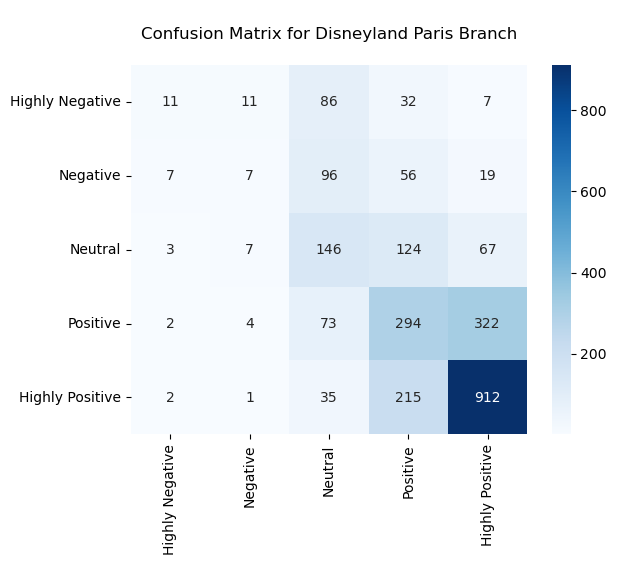 Confusion Matrix for Disneyland Paris Branch
Highly Negative 11 11 86 32 7
Negative 7 7 96 56 19
Neutral 3 7 146 124 67
Positive 2 4 73 294 322
Highly Positive 2 1 35 215 912
Highly Negative
Negative
Neutral
Positive
Highly Positive
800
600
400
200